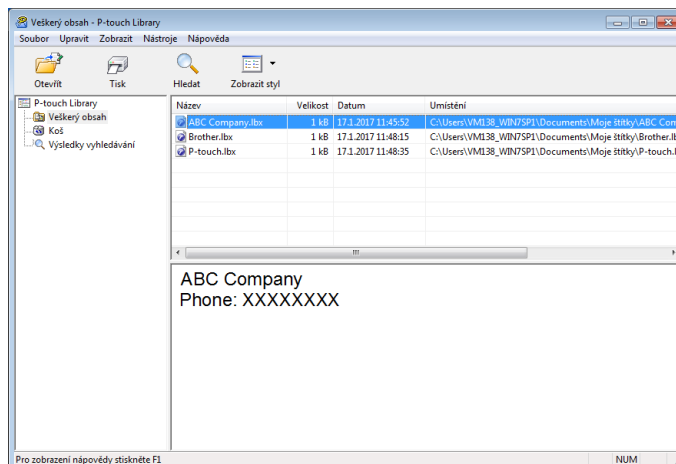 Veškerý obsah - P-touch Library
Soubor Upravit Zobrazit Nástroje Nápověda
Otevřít Tisk Hledat Zobrazit styl
P-touch Library
Veškerý obsah
Koš
Výsledky vyhledávání
Název Velikost Datum Umístění
ABC Company.lbx 1 kB 17.1.2017 11:45:52 C:\Users\VM138_WIN7SP1\Documents\Moje štítky\ABC Com
Brother.lbx 1 kB 17.1.2017 11:48:15 C:\Users\VM138_WIN7SP1\Documents\Moje štítky\Brother.lb
P-touch.lbx 1 kB 17.1.2017 11:48:35 C:\Users\VM138_WIN7SP1\Documents\Moje štítky\P-touch.l
ABC Company
Phone: XXXXXXXX
Pro zobrazení nápovědy stiskněte F1 NUM